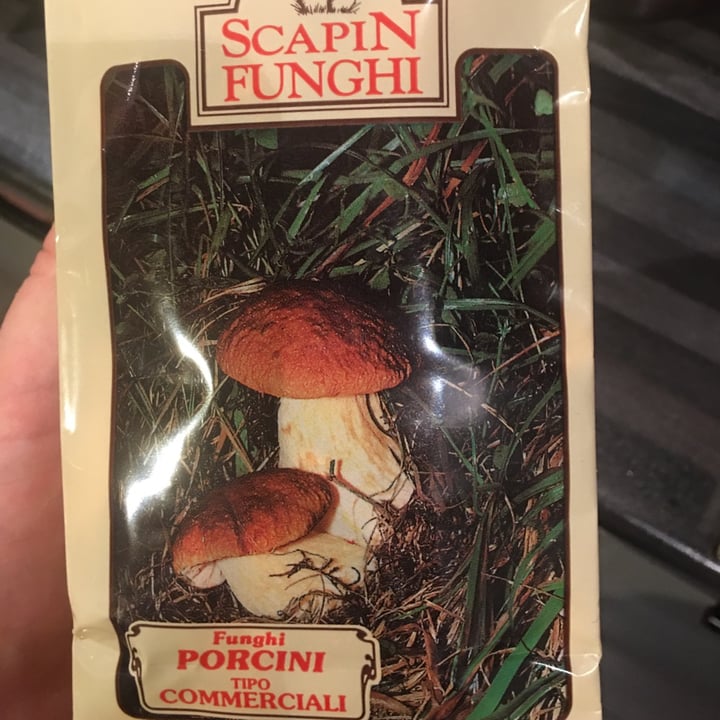 SCAPIN
FUNGHI
Funghi
PORCINI
TIPO
COMMERCIALI